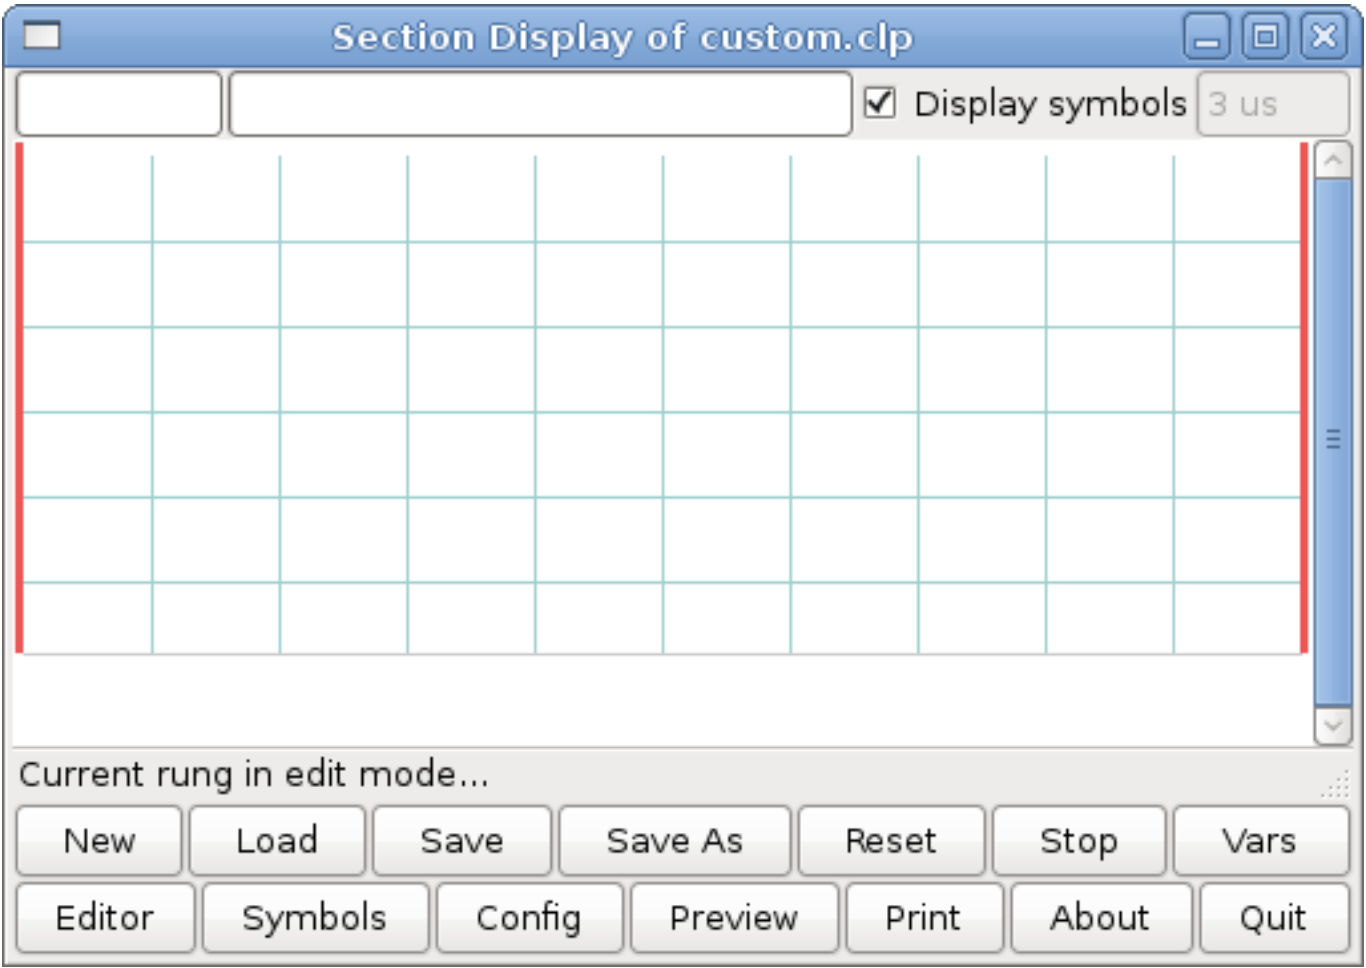 Section Display of custom.clp
Display symbols 3 us
Current rung in edit mode...
New Load Save Save As Reset Stop Vars
Editor Symbols Config Preview Print About Quit